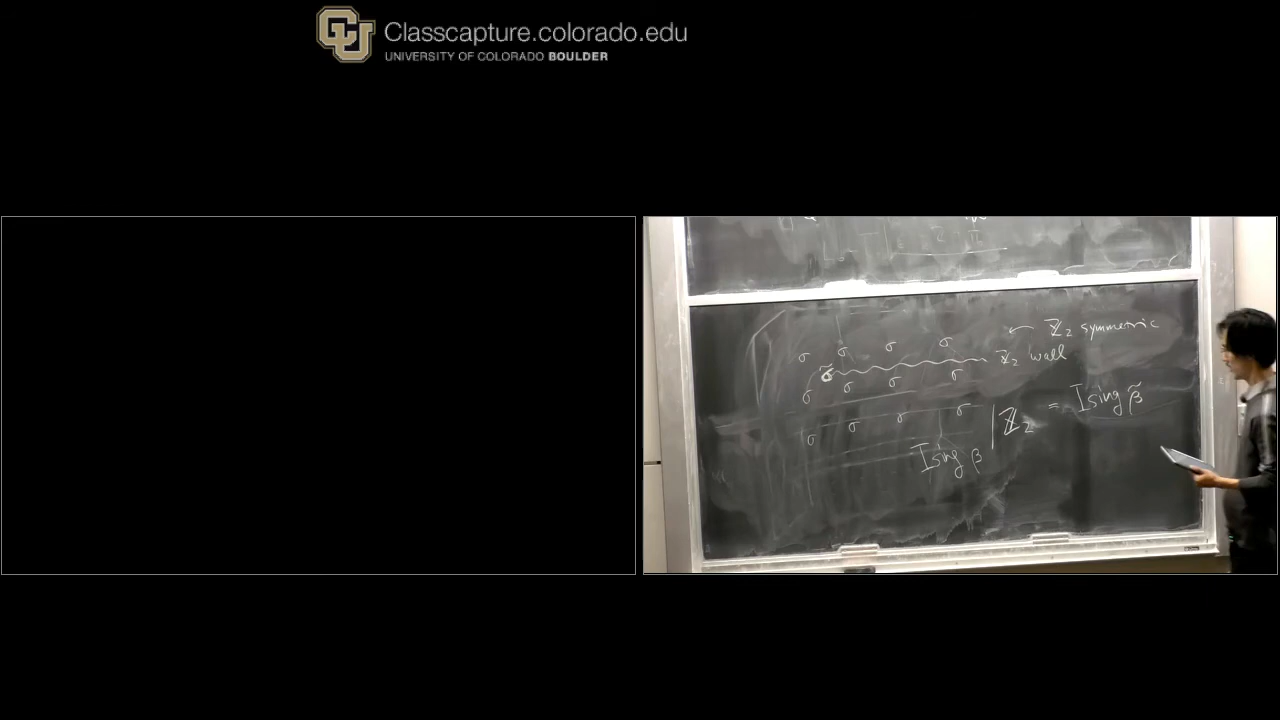 Classcapture.colorado.edu
UNIVERSITY OF COLORADO BOULDER
← ℤ₂ symmetric
σ σ σ σ
σ̃ ℤ₂ wall
σ σ σ σ
σ σ σ σ
Ising β / ℤ₂ = Ising β̃